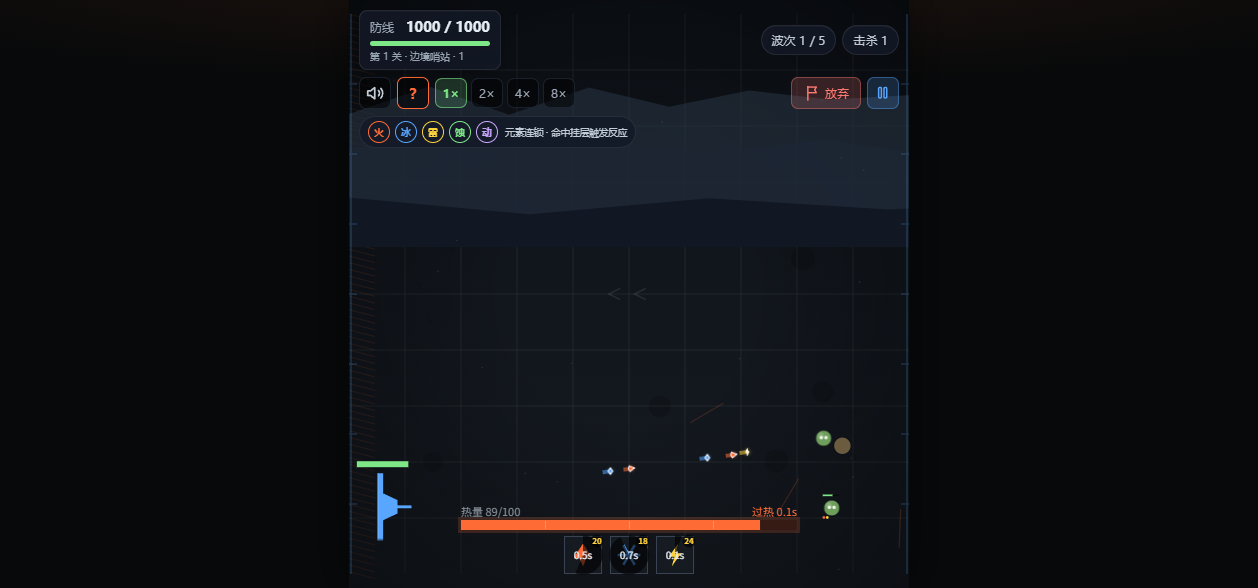 防线 1000 / 1000
第 1 关 · 边境哨站 · 1
波次 1 / 5
击杀 1
? 1× 2× 4× 8×
放弃
火 冰 雷 蚀 动 元素连锁 · 命中挂层触发反应
热量 89/100
过热 0.1s
20 18 24
0.5s 0.7s